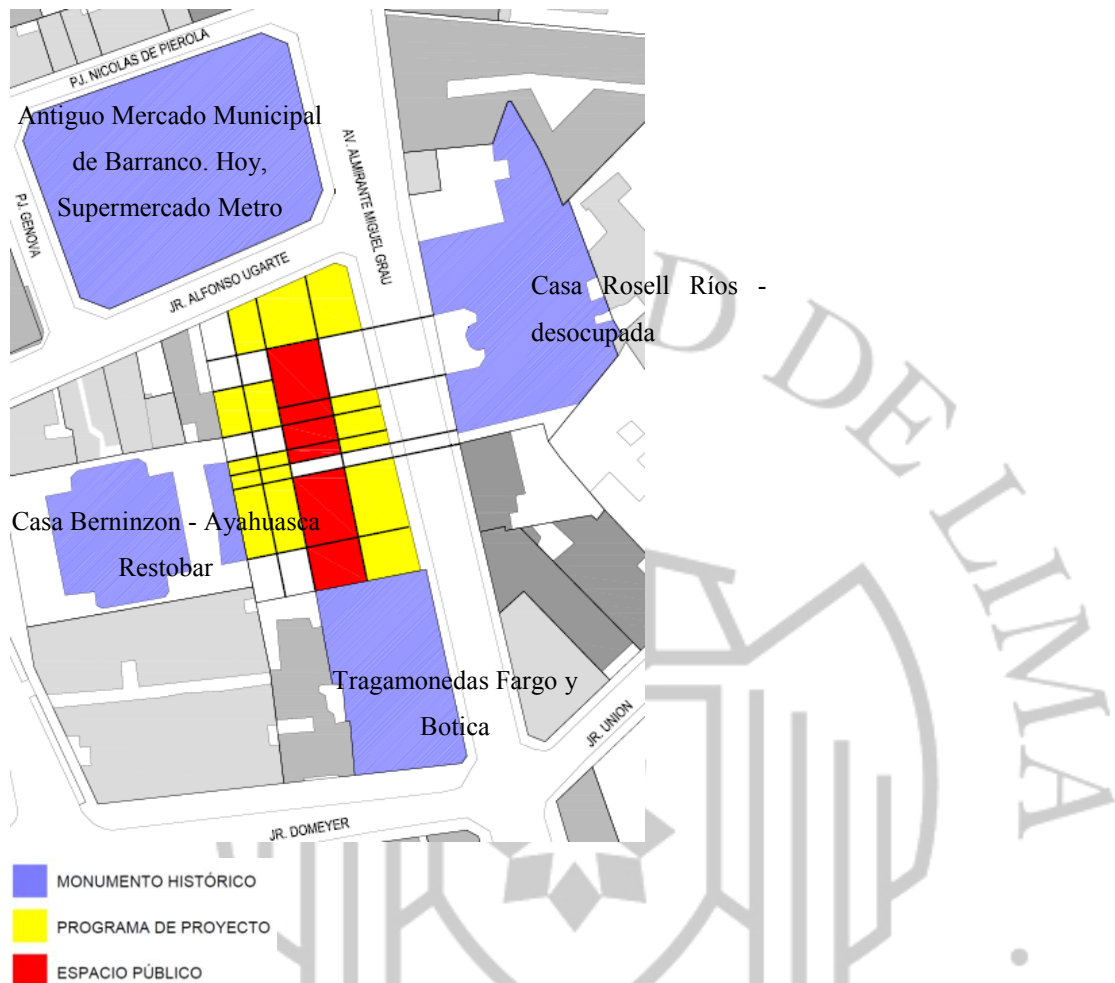 PJ. NICOLAS DE PIEROLA
Antiguo Mercado Municipal
de Barranco. Hoy,
Supermercado Metro
PJ. GENOVA
AV. ALMIRANTE MIGUEL GRAU
JR. ALFONSO UGARTE
Casa Rosell Ríos -
desocupada
Casa Berninzon - Ayahuasca
Restobar
Tragamonedas Fargo y
Botica
JR. UNION
JR. DOMEYER
MONUMENTO HISTÓRICO
PROGRAMA DE PROYECTO
ESPACIO PÚBLICO
D DE LIMA